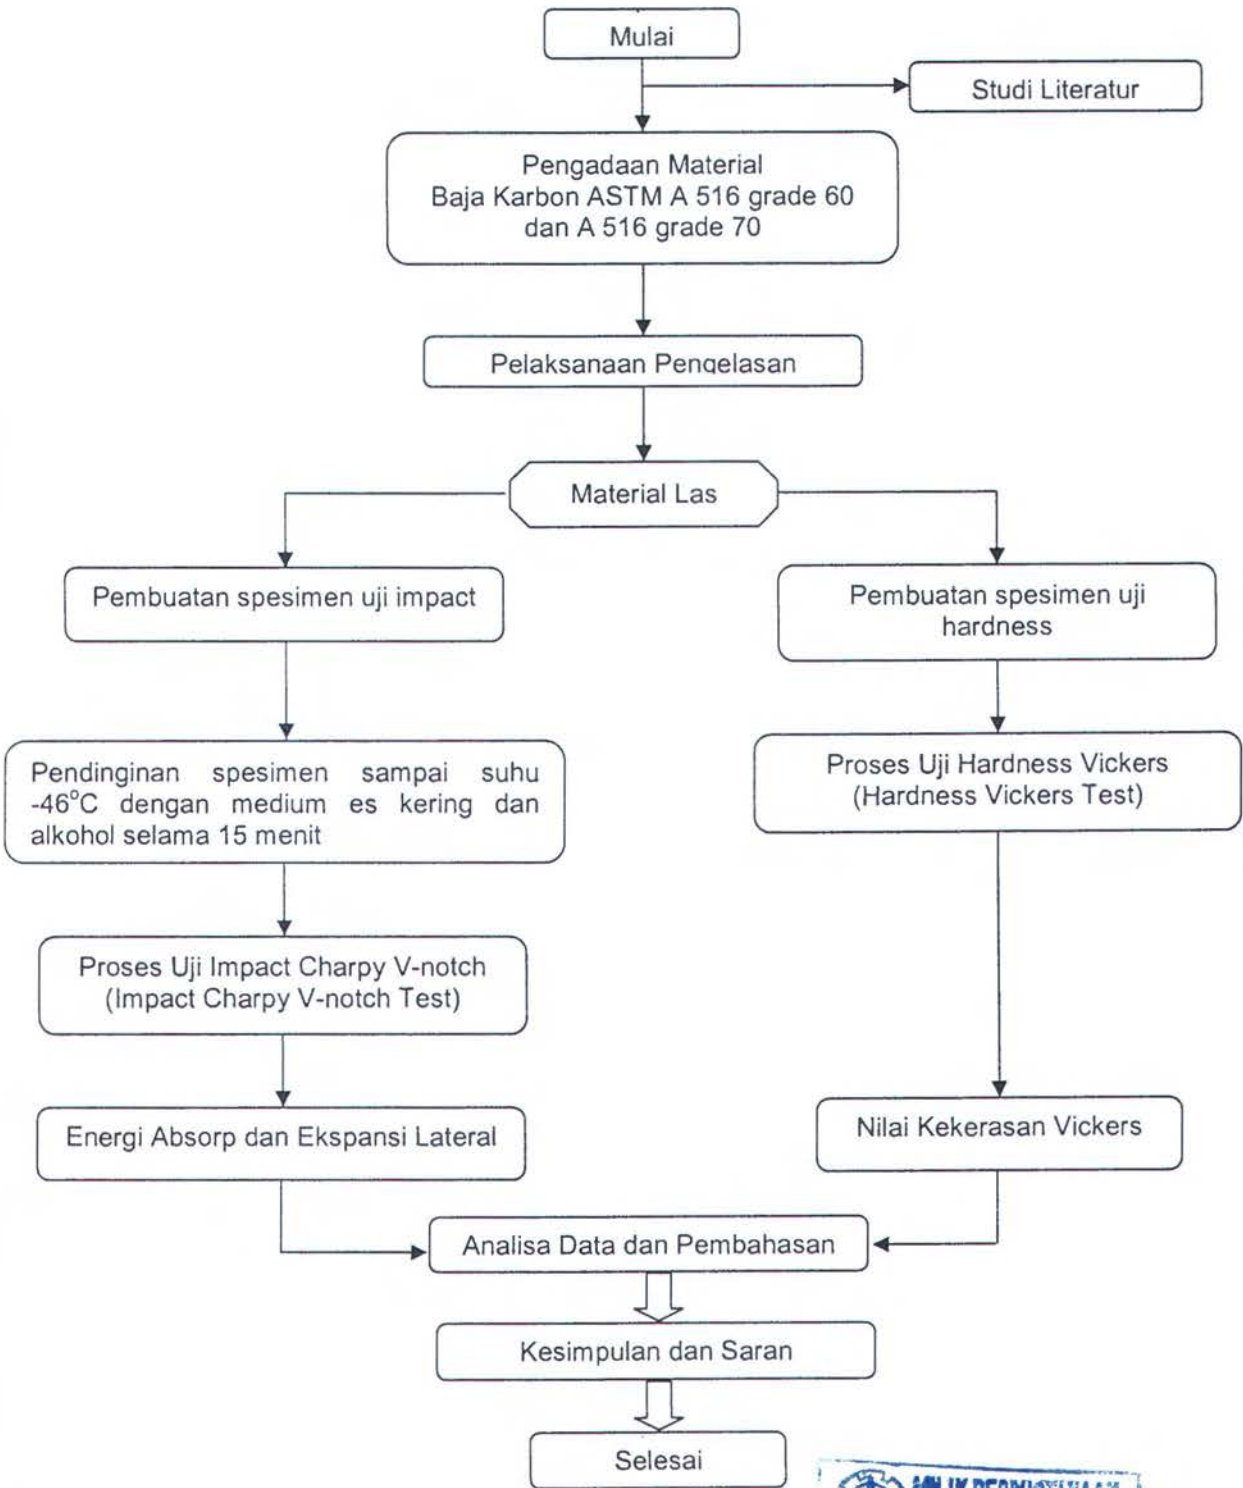 Mulai
Studi Literatur
Pengadaan Material
Baja Karbon ASTM A 516 grade 60
dan A 516 grade 70
Pelaksanaan Pengelasan
Material Las
Pembuatan spesimen uji impact
Pembuatan spesimen uji
hardness
Pendinginan spesimen sampai suhu
-46°C dengan medium es kering dan
alkohol selama 15 menit
Proses Uji Hardness Vickers
(Hardness Vickers Test)
Proses Uji Impact Charpy V-notch
(Impact Charpy V-notch Test)
Energi Absorp dan Ekspansi Lateral
Nilai Kekerasan Vickers
Analisa Data dan Pembahasan
Kesimpulan dan Saran
Selesai
MILIK PERPUSTAKAAN